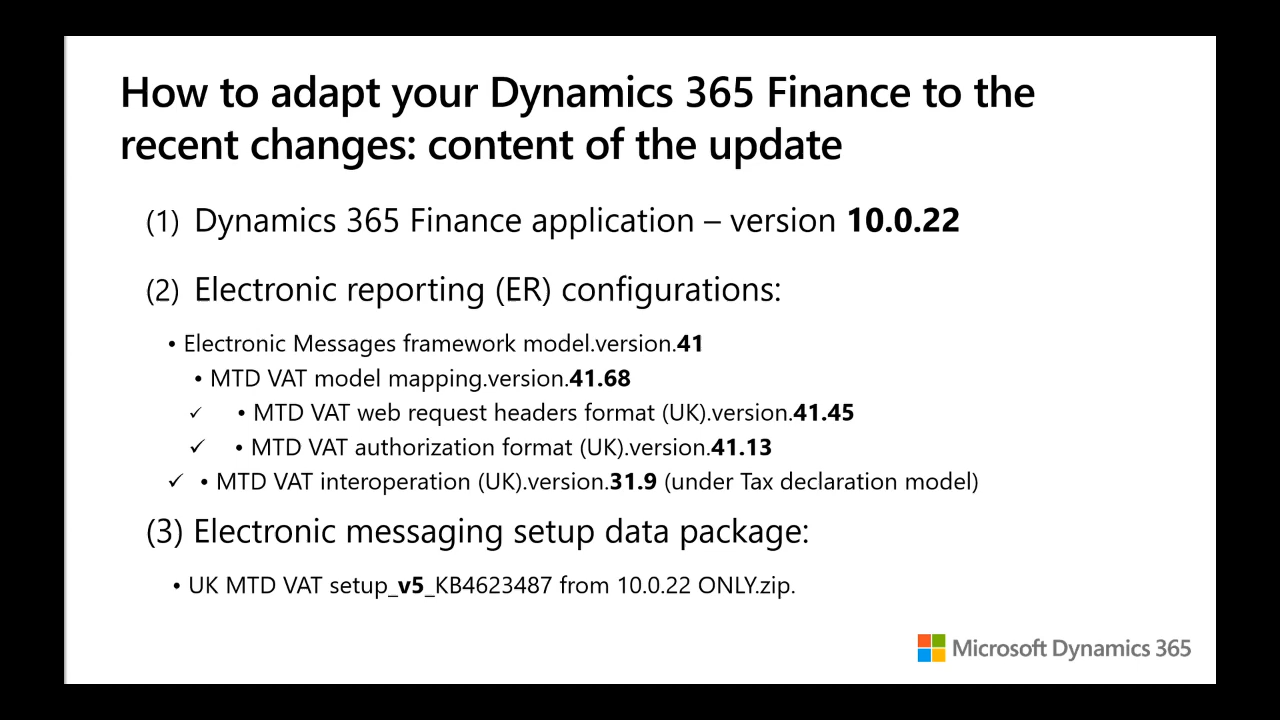 How to adapt your Dynamics 365 Finance to the
recent changes: content of the update
(1) Dynamics 365 Finance application – version 10.0.22
(2) Electronic reporting (ER) configurations:
• Electronic Messages framework model.version.41
• MTD VAT model mapping.version.41.68
✓ • MTD VAT web request headers format (UK).version.41.45
✓ • MTD VAT authorization format (UK).version.41.13
✓ • MTD VAT interoperation (UK).version.31.9 (under Tax declaration model)
(3) Electronic messaging setup data package:
• UK MTD VAT setup_v5_KB4623487 from 10.0.22 ONLY.zip.
Microsoft Dynamics 365